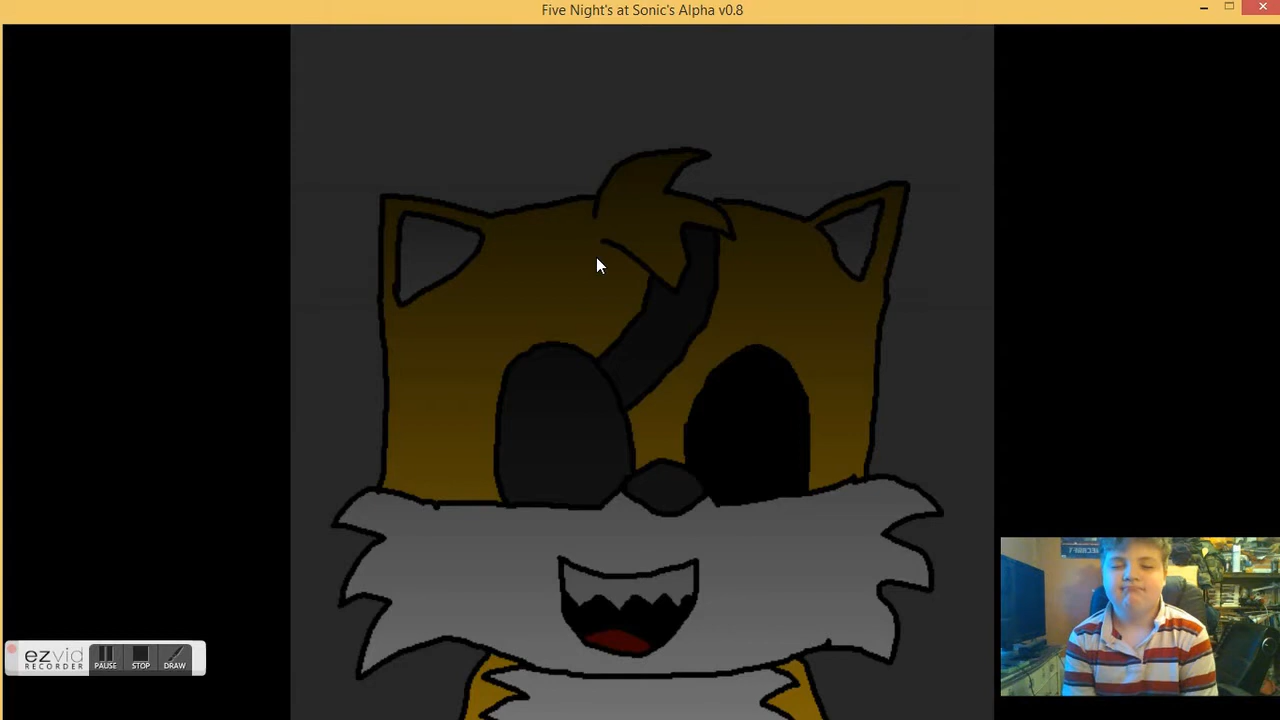 Five Night's at Sonic's Alpha v0.8
ezvid
RECORDER
PAUSE
STOP
DRAW